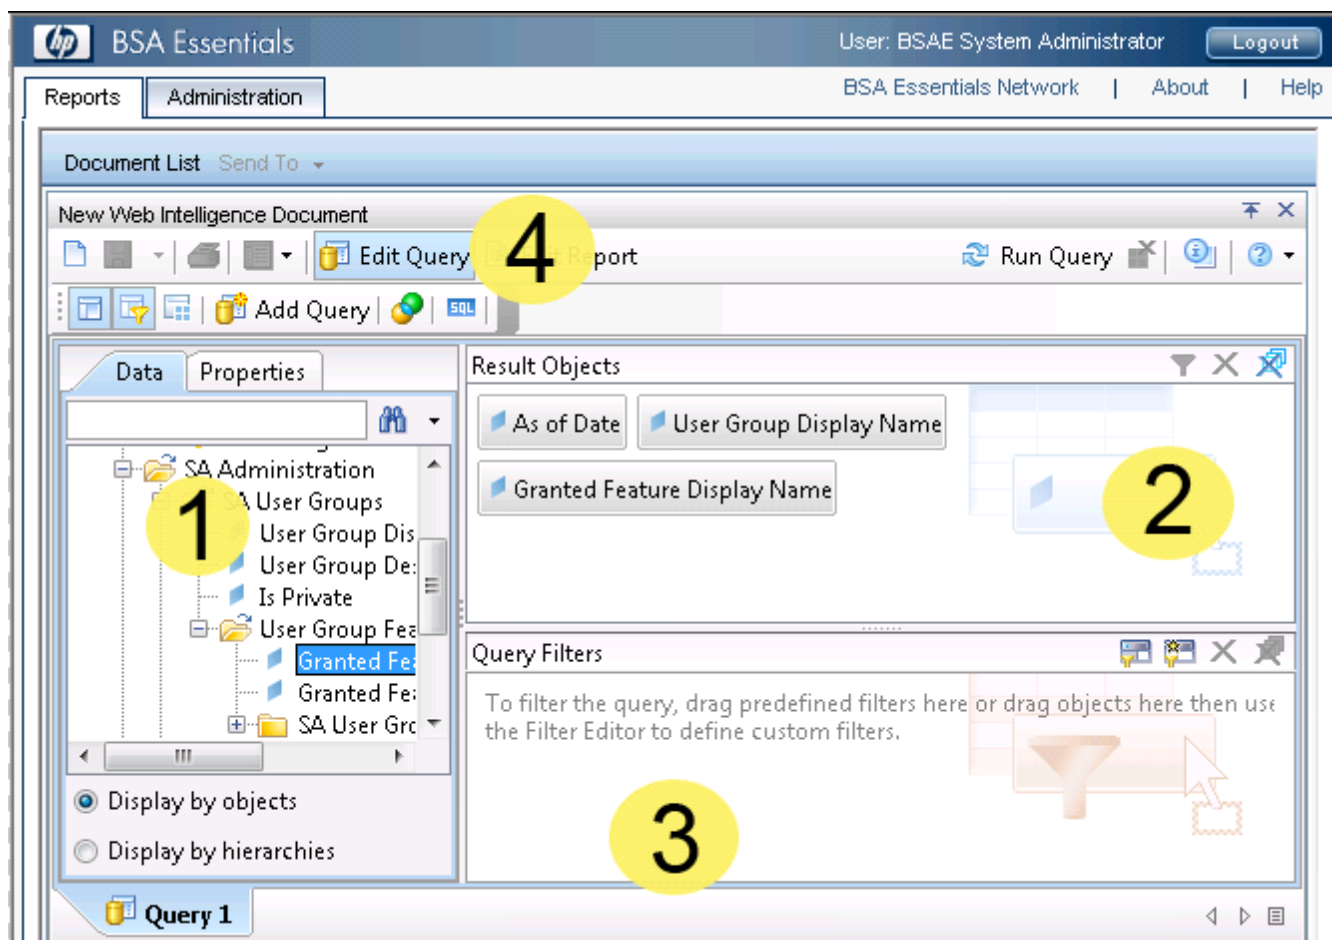 hp BSA Essentials User: BSAE System Administrator Logout
Reports Administration BSA Essentials Network | About | Help
Document List Send To
New Web Intelligence Document
4
Edit Query Report Run Query
Add Query SQL
Data Properties
SA Administration
SA User Groups
User Group Dis
User Group De
Is Private
User Group Fea
Granted Fea
Granted Fea
SA User Gro
1
Display by objects
Display by hierarchies
Result Objects
As of Date User Group Display Name
Granted Feature Display Name
2
Query Filters
To filter the query, drag predefined filters here or drag objects here then use
the Filter Editor to define custom filters.
3
Query 1